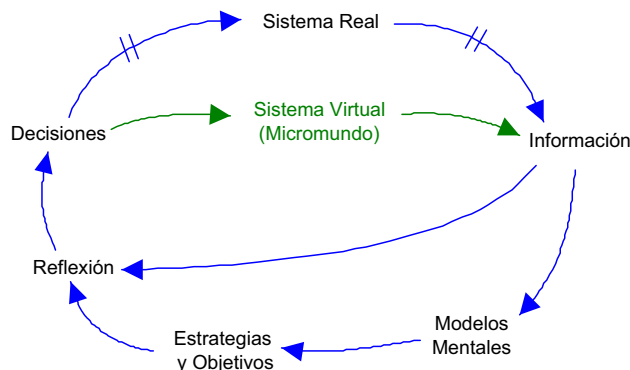 Sistema Real
Sistema Virtual
(Micromundo)
Decisiones
Información
Reflexión
Modelos
Mentales
Estrategias
y Objetivos